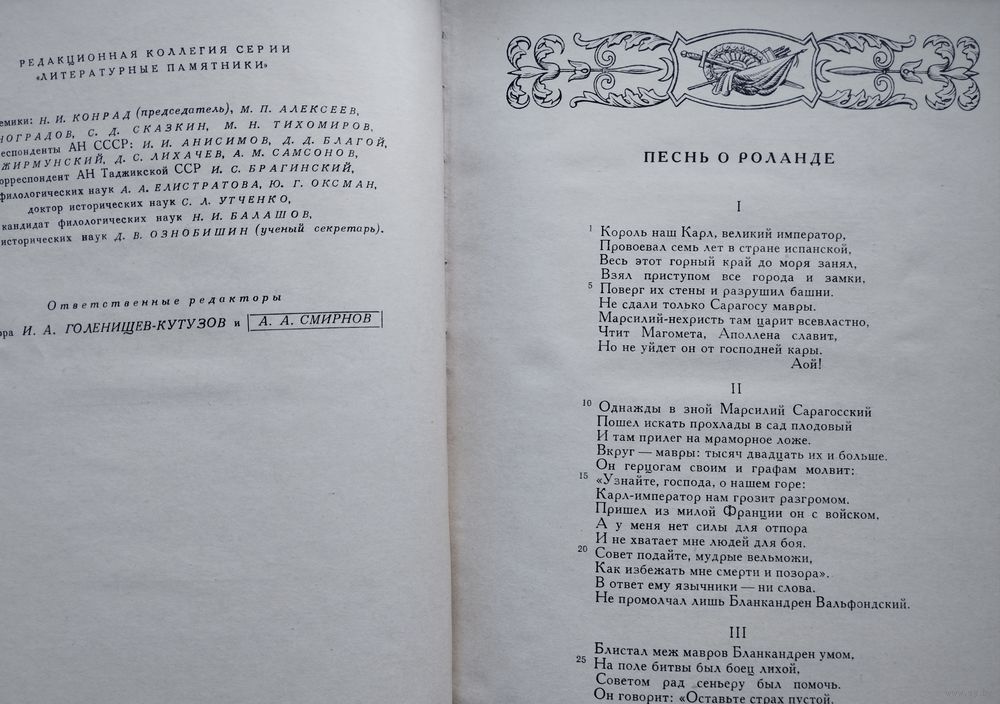 РЕДАКЦИОННАЯ КОЛЛЕГИЯ СЕРИИ
«ЛИТЕРАТУРНЫЕ ПАМЯТНИКИ»
Н. И. КОНРАД (председатель), М. П. АЛЕКСЕЕВ,
С. Д. СКАЗКИН, М. Н. ТИХОМИРОВ,
АН СССР: И. И. АНИСИМОВ, Д. Д. БЛАГОЙ,
ЖИРМУНСКИЙ, Д. С. ЛИХАЧЕВ, А. М. САМСОНОВ,
АН Таджикской ССР И. С. БРАГИНСКИЙ,
филологических наук А. А. ЕЛИСТРАТОВА, Ю. Г. ОКСМАН,
доктор исторических наук С. Л. УТЧЕНКО,
кандидат филологических наук Н. И. БАЛАШОВ,
исторических наук Д. В. ОЗНОБИШИН (ученый секретарь).
Ответственные редакторы
И. А. ГОЛЕНИЩЕВ-КУТУЗОВ и А. А. СМИРНОВ
ПЕСНЬ О РОЛАНДЕ
I
1 Король наш Карл, великий император,
Провоевал семь лет в стране испанской,
Весь этот горный край до моря занял,
Взял приступом все города и замки,
5 Поверг их стены и разрушил башни.
Не сдали только Сарагосу мавры.
Марсилий-нехристь там царит всевластно,
Чтит Магомета, Аполлена славит,
Но не уйдет он от господней кары.
Аой!
II
10 Однажды в зной Марсилий Сарагосский
Пошел искать прохлады в сад плодовый
И там прилег на мраморное ложе.
Вкруг — мавры: тысяч двадцать их и больше.
Он герцогам своим и графам молвит:
15 «Узнайте, господа, о нашем горе:
Карл-император нам грозит разгромом.
Пришел из милой Франции он с войском,
А у меня нет силы для отпора
И не хватает мне людей для боя.
20 Совет подайте, мудрые вельможи,
Как избежать мне смерти и позора».
В ответ ему язычники — ни слова.
Не промолчал лишь Бланкандрен Вальфондский.
III
Блистал меж мавров Бланкандрен умом,
25 На поле битвы был боец лихой,
Советом рад сеньеру был помочь.
Он говорит: «Оставьте страх пустой.